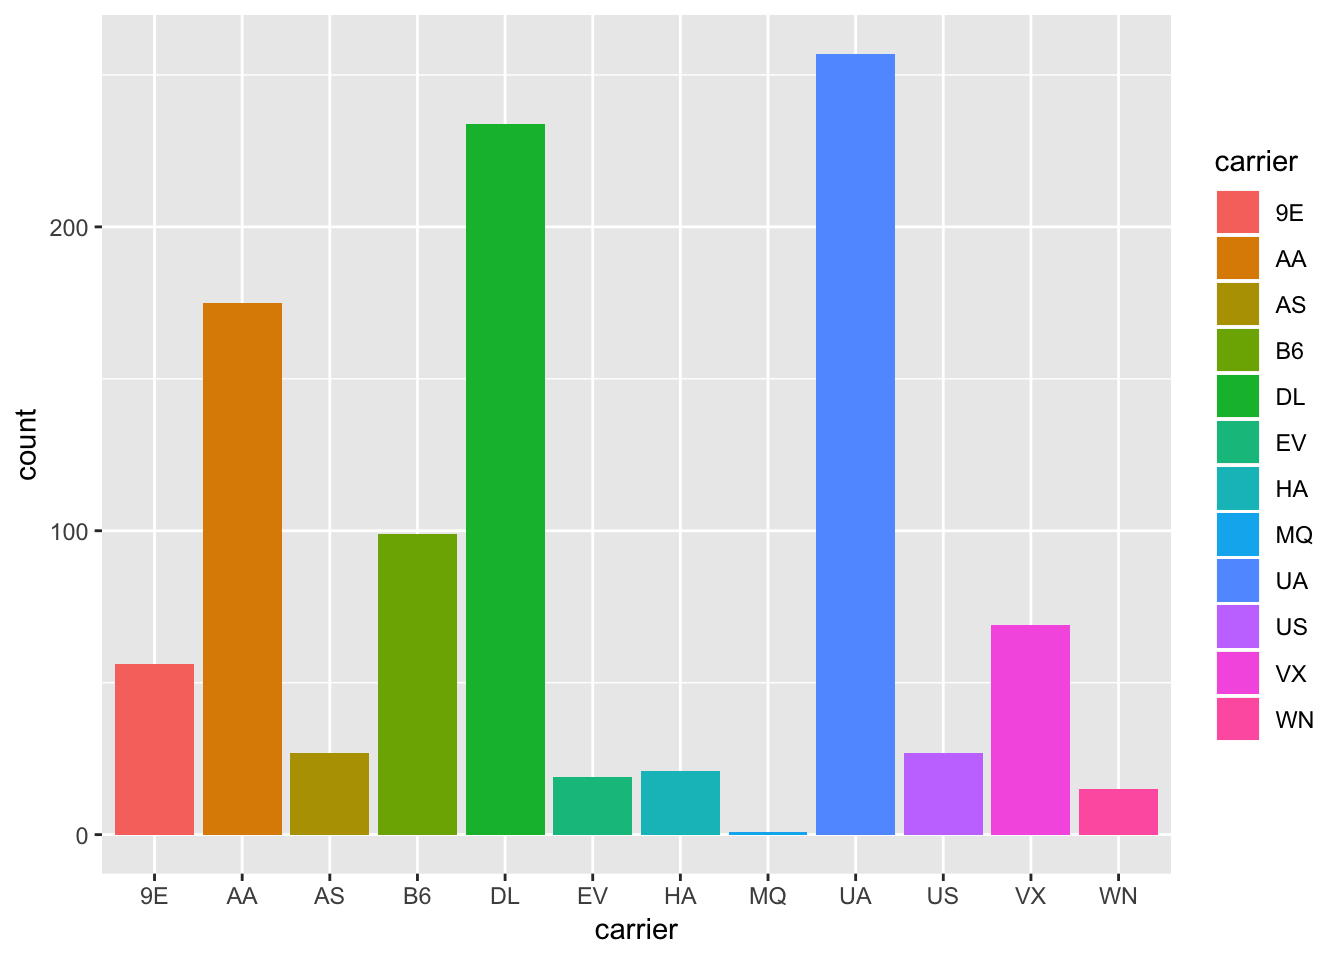 count
200
100
0
9E AA AS B6 DL EV HA MQ UA US VX WN
carrier
carrier
9E
AA
AS
B6
DL
EV
HA
MQ
UA
US
VX
WN